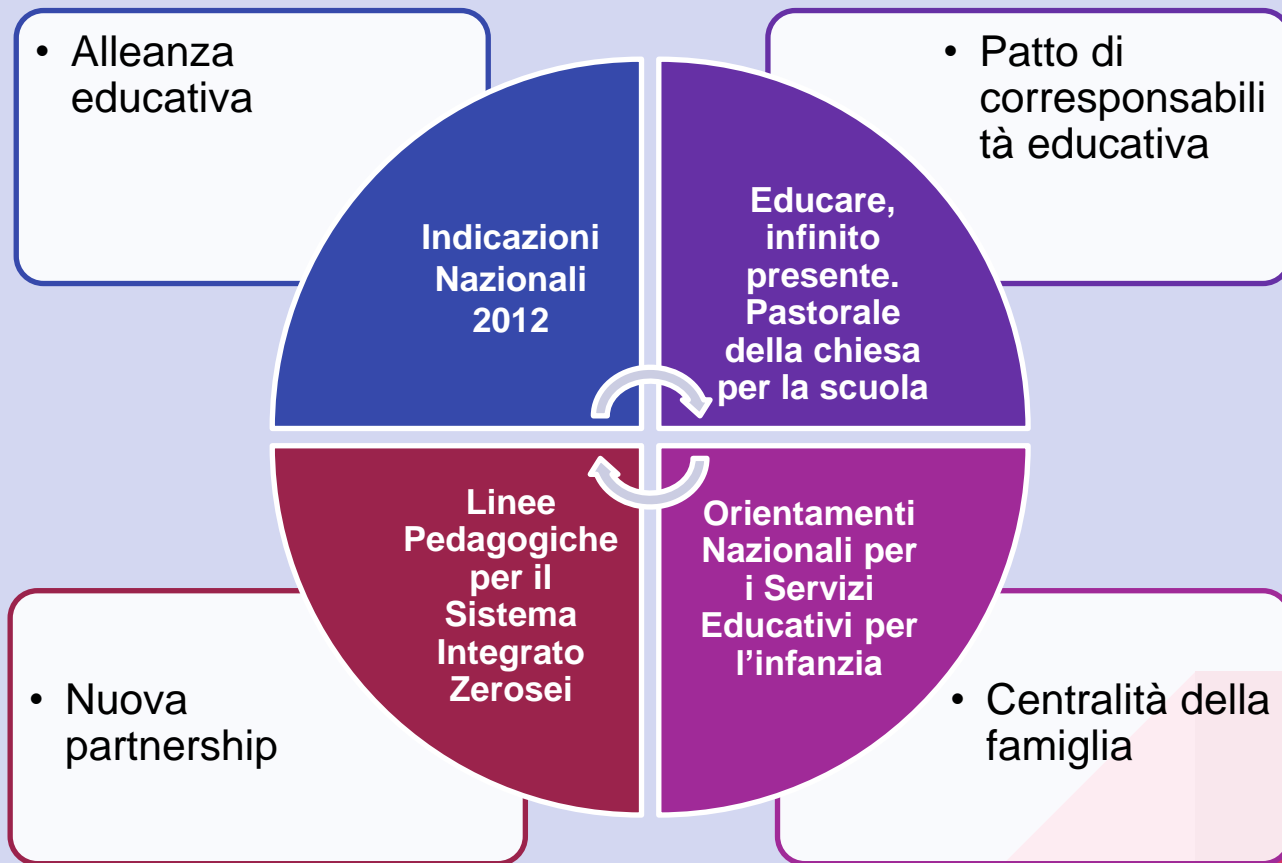 • Alleanza
educativa
• Patto di
corresponsabili
tà educativa
Indicazioni
Nazionali
2012
Educare,
infinito
presente.
Pastorale
della chiesa
per la scuola
Linee
Pedagogiche
per il
Sistema
Integrato
Zerosei
Orientamenti
Nazionali per
i Servizi
Educativi per
l’infanzia
• Nuova
partnership
• Centralità della
famiglia